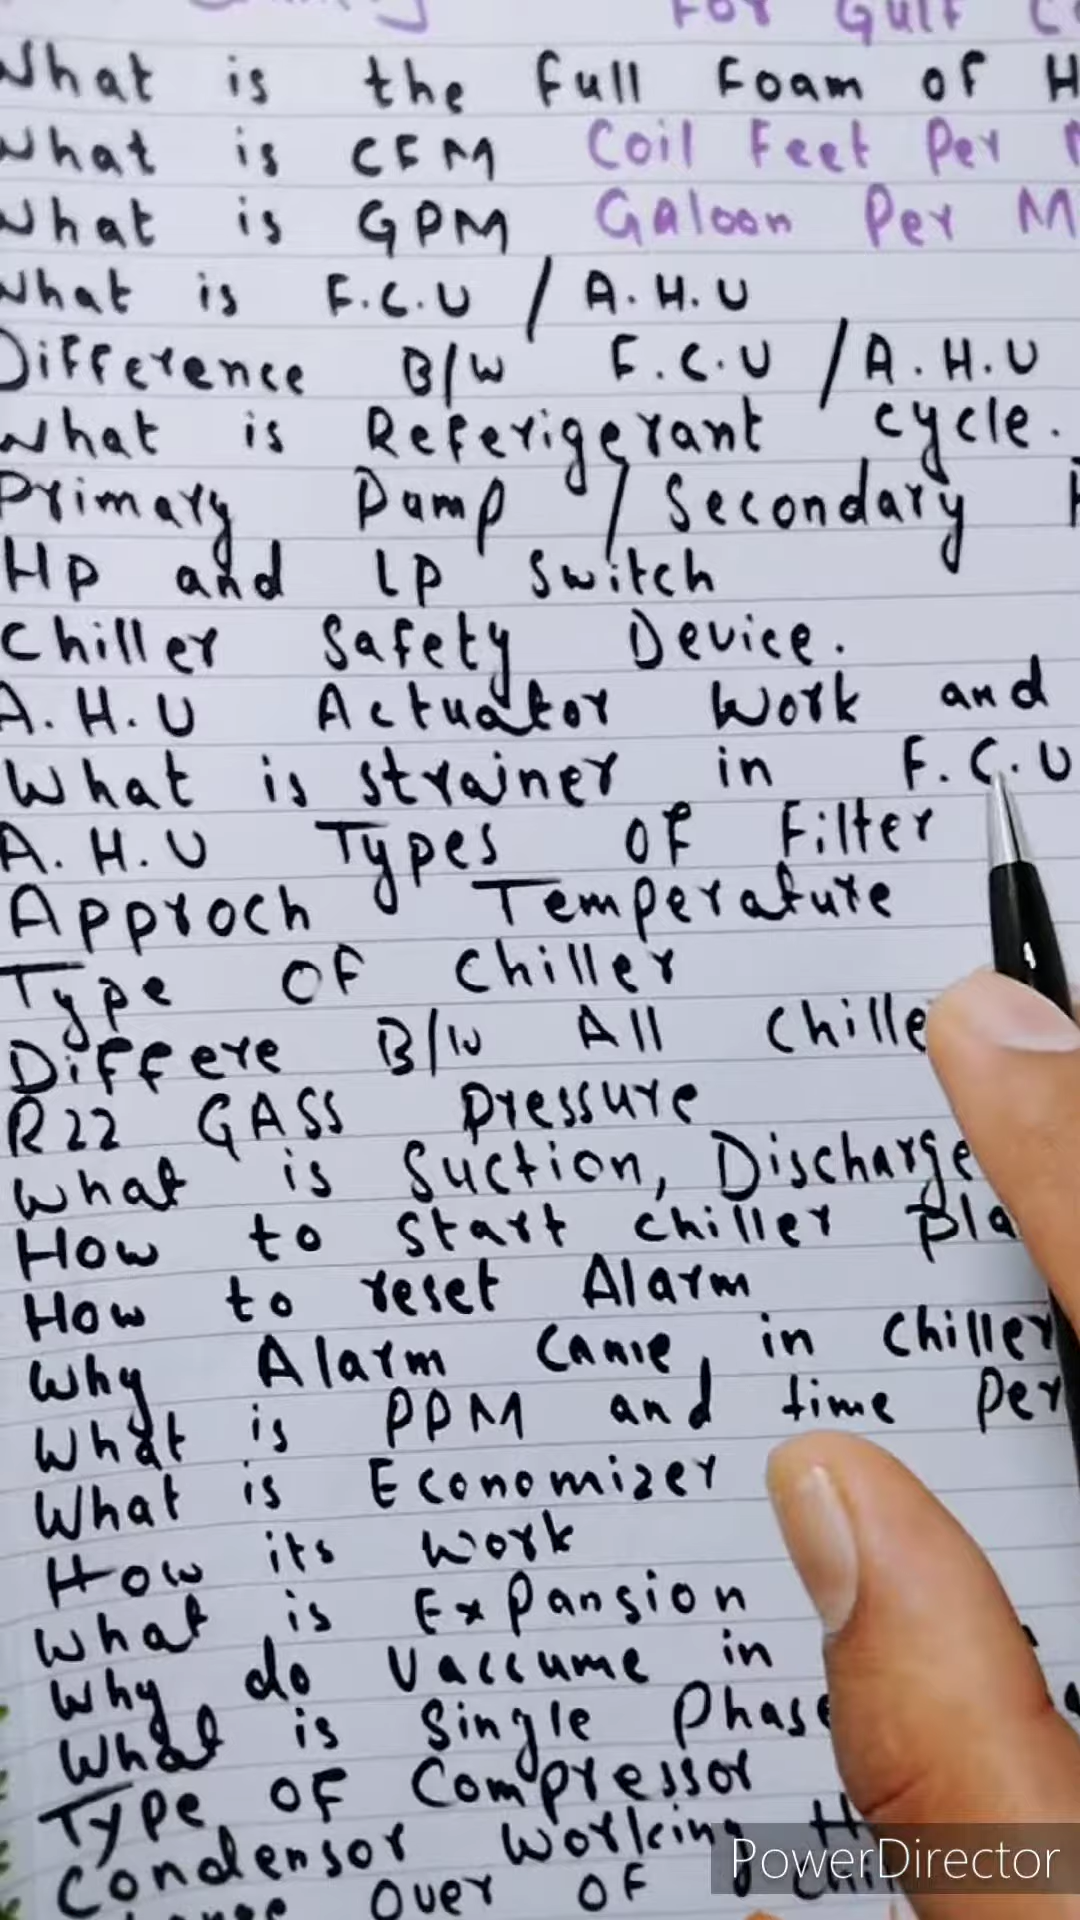 For Gulf
What is the Full Foam of H
What is CFM Coil Feet Per
What is GPM Galoon Per M
What is F.C.U / A.H.U
Difference B/W F.C.U / A.H.U
What is Referigerant cycle.
Primary Pump / Secondary P
HP and LP Switch
Chiller Safety Device.
A.H.U Actuator Work and
What is strainer in F.C.U
A.H.U Types OF Filter
Approch Temperature
Type OF Chiller
Differe B/W All Chille
R22 GASS Pressure
What is Suction, Discharge
How to Start Chiller Pla
How to reset Alarm
Why Alarm Came, in Chiller
What is PPM and time Per
What is Economizer
How its Work
What is Expansion
Why do Vaccume in
What is Single Phase
Type OF Compressor
Condensor Working H
Over OF Chi
PowerDirector